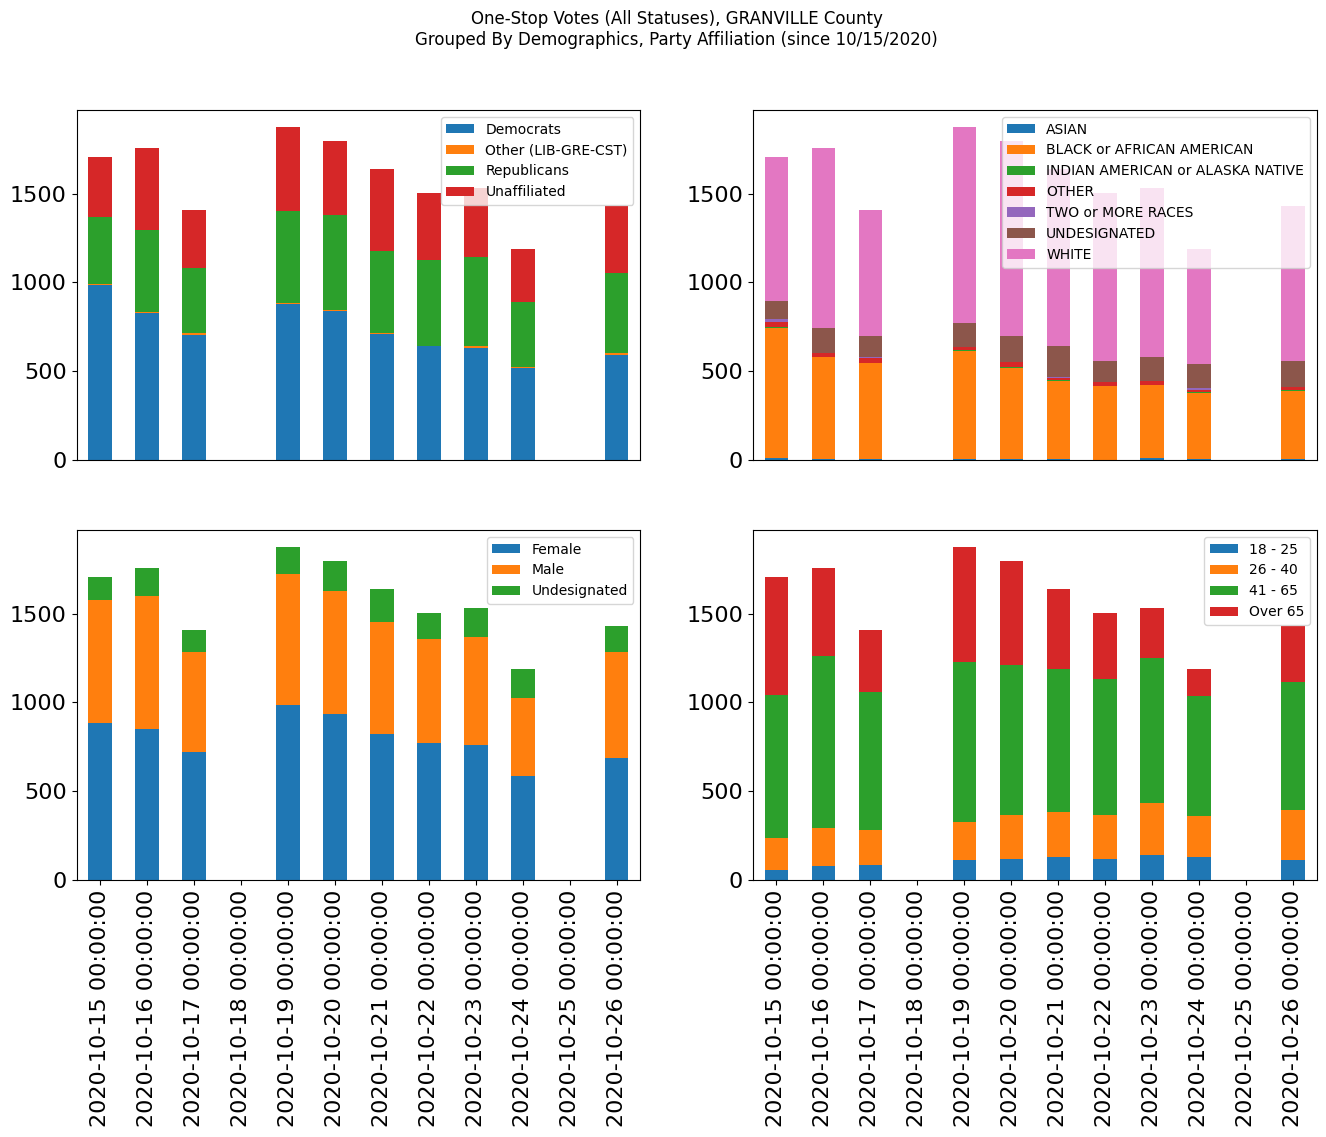 One-Stop Votes (All Statuses), GRANVILLE County
Grouped By Demographics, Party Affiliation (since 10/15/2020)
1500
1000
500
0
Democrats
Other (LIB-GRE-CST)
Republicans
Unaffiliated
1500
1000
500
0
ASIAN
BLACK or AFRICAN AMERICAN
INDIAN AMERICAN or ALASKA NATIVE
OTHER
TWO or MORE RACES
UNDESIGNATED
WHITE
1500
1000
500
0
Female
Male
Undesignated
2020-10-15 00:00:00
2020-10-16 00:00:00
2020-10-17 00:00:00
2020-10-18 00:00:00
2020-10-19 00:00:00
2020-10-20 00:00:00
2020-10-21 00:00:00
2020-10-22 00:00:00
2020-10-23 00:00:00
2020-10-24 00:00:00
2020-10-25 00:00:00
2020-10-26 00:00:00
1500
1000
500
0
18 - 25
26 - 40
41 - 65
Over 65
2020-10-15 00:00:00
2020-10-16 00:00:00
2020-10-17 00:00:00
2020-10-18 00:00:00
2020-10-19 00:00:00
2020-10-20 00:00:00
2020-10-21 00:00:00
2020-10-22 00:00:00
2020-10-23 00:00:00
2020-10-24 00:00:00
2020-10-25 00:00:00
2020-10-26 00:00:00